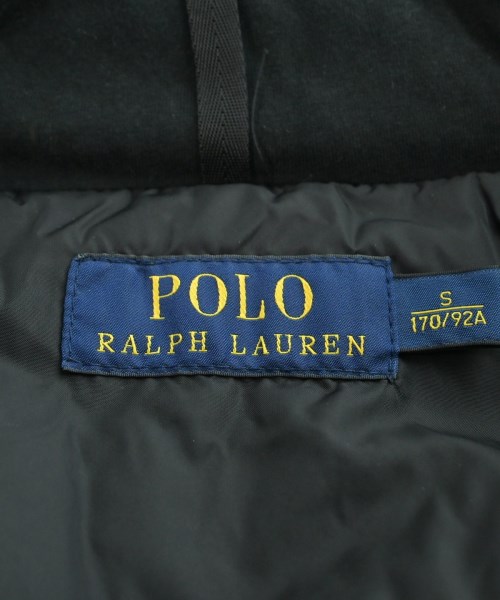 POLO
RALPH LAUREN
S
170/92A